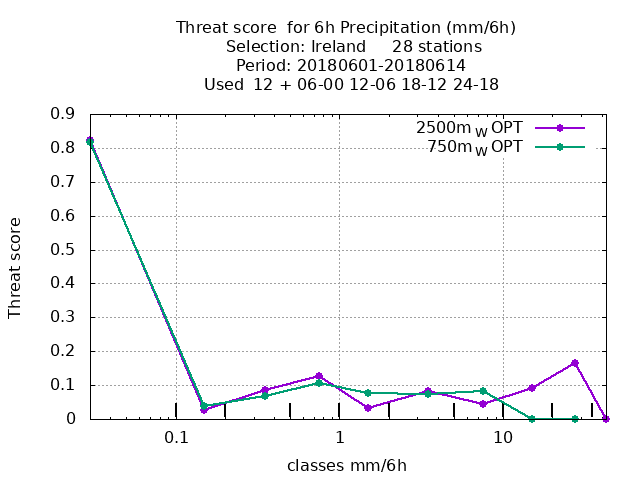 Threat score  for 6h Precipitation (mm/6h)
Selection: Ireland     28 stations
Period: 20180601-20180614
Used  12 + 06-00 12-06 18-12 24-18
2500m W OPT
750m W OPT
Threat score
0.9
0.8
0.7
0.6
0.5
0.4
0.3
0.2
0.1
0
0.1 1 10
classes mm/6h